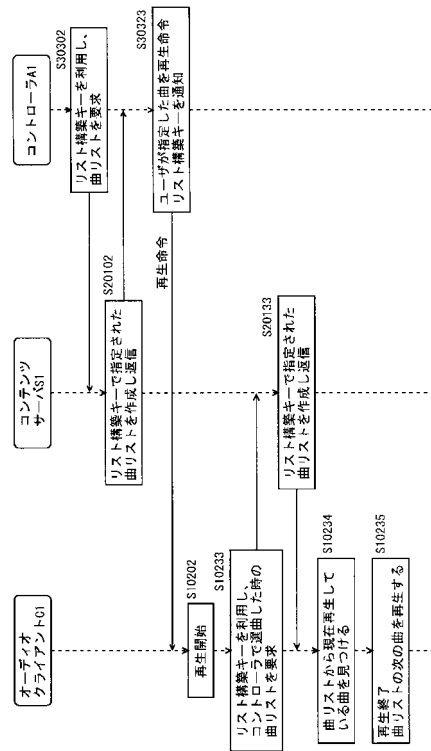 オーディオ
クライアントC1
コンテンツ
サーバS1
コントローラA1
S30302
リスト構築キーを利用し、
曲リストを要求
S20102
リスト構築キーで指定された
曲リストを作成し返信
S30323
ユーザが指定した曲を再生命令
リスト構築キーを通知
再生命令
S10202
再生開始
S10233
リスト構築キーを利用し、
コントローラで選曲した時の
曲リストを要求
S20133
リスト構築キーで指定された
曲リストを作成し返信
S10234
曲リストから現在再生して
いる曲を見つける
S10235
再生終了
曲リストの次の曲を再生する